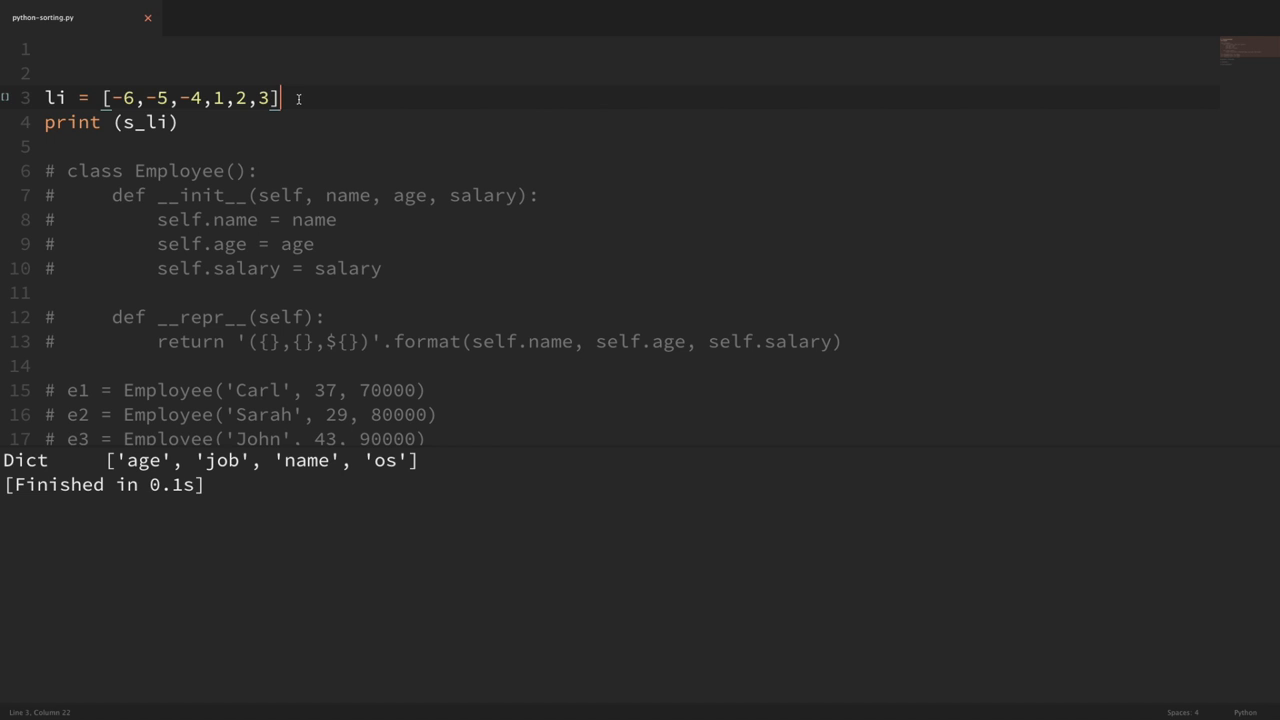 python-sorting.py
1
2
3 li = [-6,-5,-4,1,2,3]
4 print (s_li)
5
6 # class Employee():
7 #     def __init__(self, name, age, salary):
8 #         self.name = name
9 #         self.age = age
10 #         self.salary = salary
11
12 #     def __repr__(self):
13 #         return '({},{},${})'.format(self.name, self.age, self.salary)
14
15 # e1 = Employee('Carl', 37, 70000)
16 # e2 = Employee('Sarah', 29, 80000)
17 # e3 = Employee('John', 43, 90000)
Dict     ['age', 'job', 'name', 'os']
[Finished in 0.1s]
Line 3, Column 22
Spaces: 4
Python